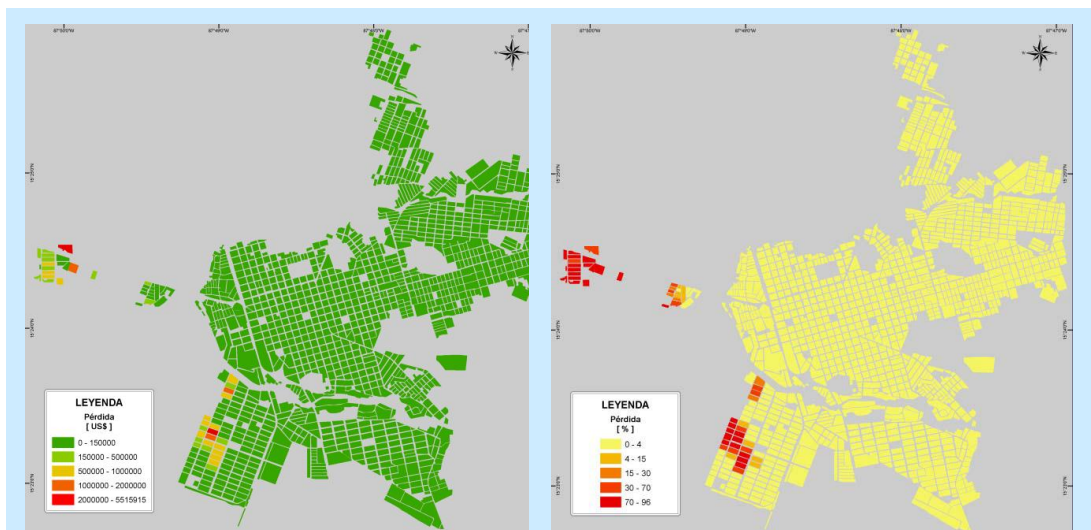 LEYENDA
Pérdida
[ US$ ]
0 - 150000
150000 - 500000
500000 - 1000000
1000000 - 2000000
2000000 - 5515915
LEYENDA
Pérdida
[ % ]
0 - 4
4 - 15
15 - 30
30 - 70
70 - 96